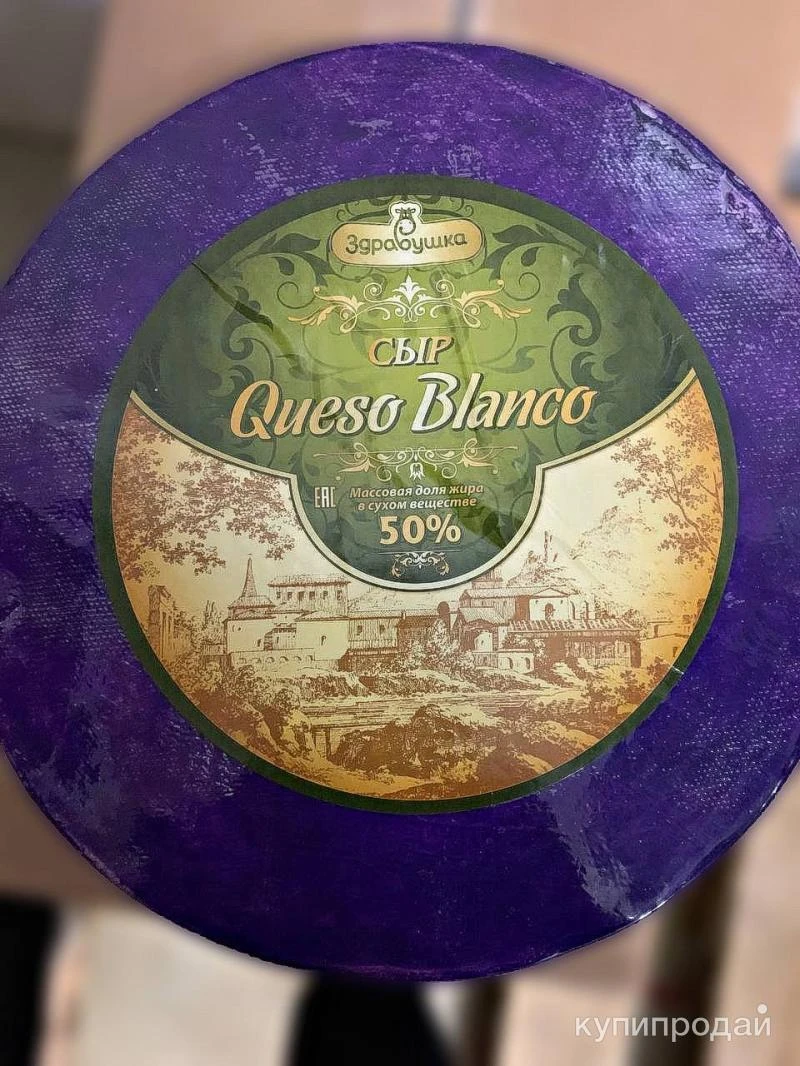 Здравушка
СЫР
Queso Blanco
EAC
Массовая доля жира
в сухом веществе
50%
купипродай